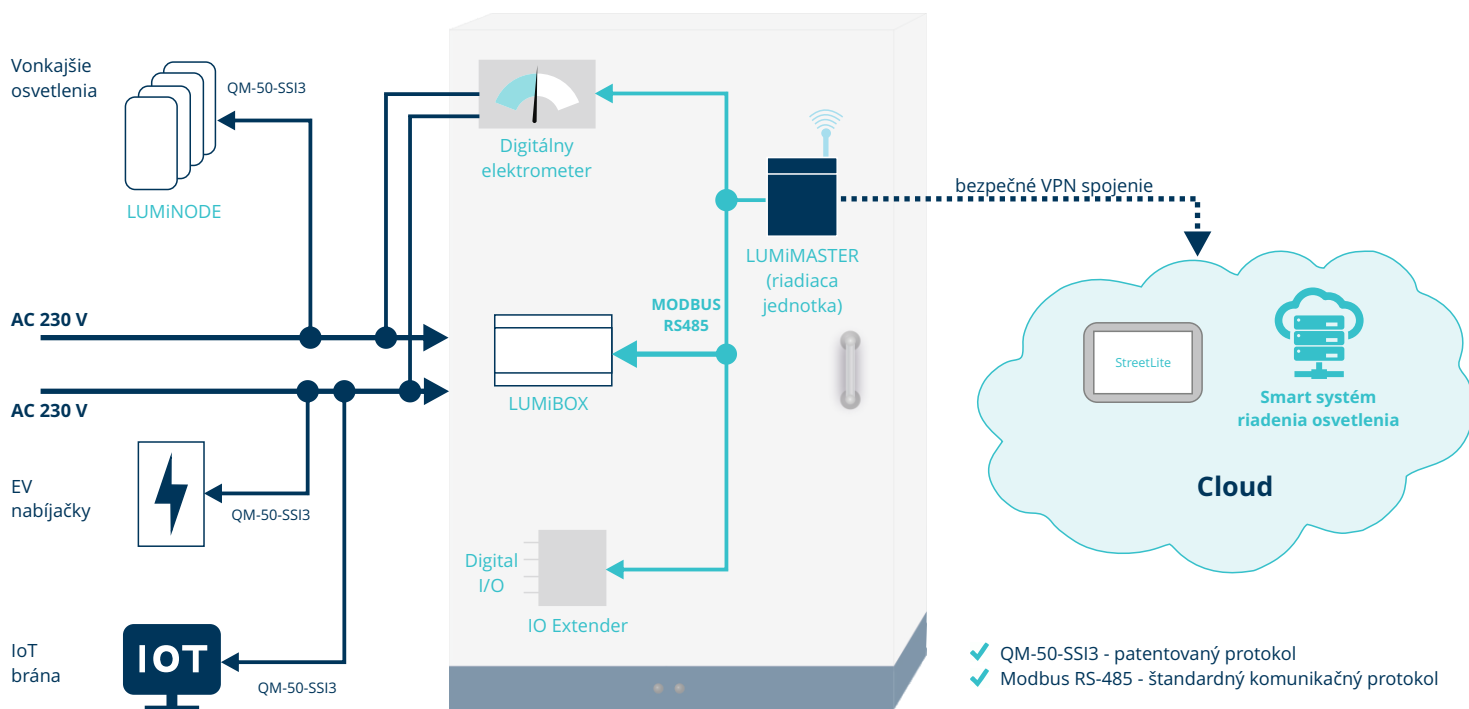 Vonkajšie
osvetlenia
QM-50-SSI3
LUMiNODE
AC 230 V
AC 230 V
EV
nabíjačky
QM-50-SSI3
IoT
brána
IOT
QM-50-SSI3
Digitálny
elektrometer
LUMiMASTER
(riadiaca
jednotka)
MODBUS
RS485
LUMiBOX
Digital
I/O
IO Extender
bezpečné VPN spojenie
StreetLite
Smart systém
riadenia osvetlenia
Cloud
QM-50-SSI3 - patentovaný protokol
Modbus RS-485 - štandardný komunikačný protokol